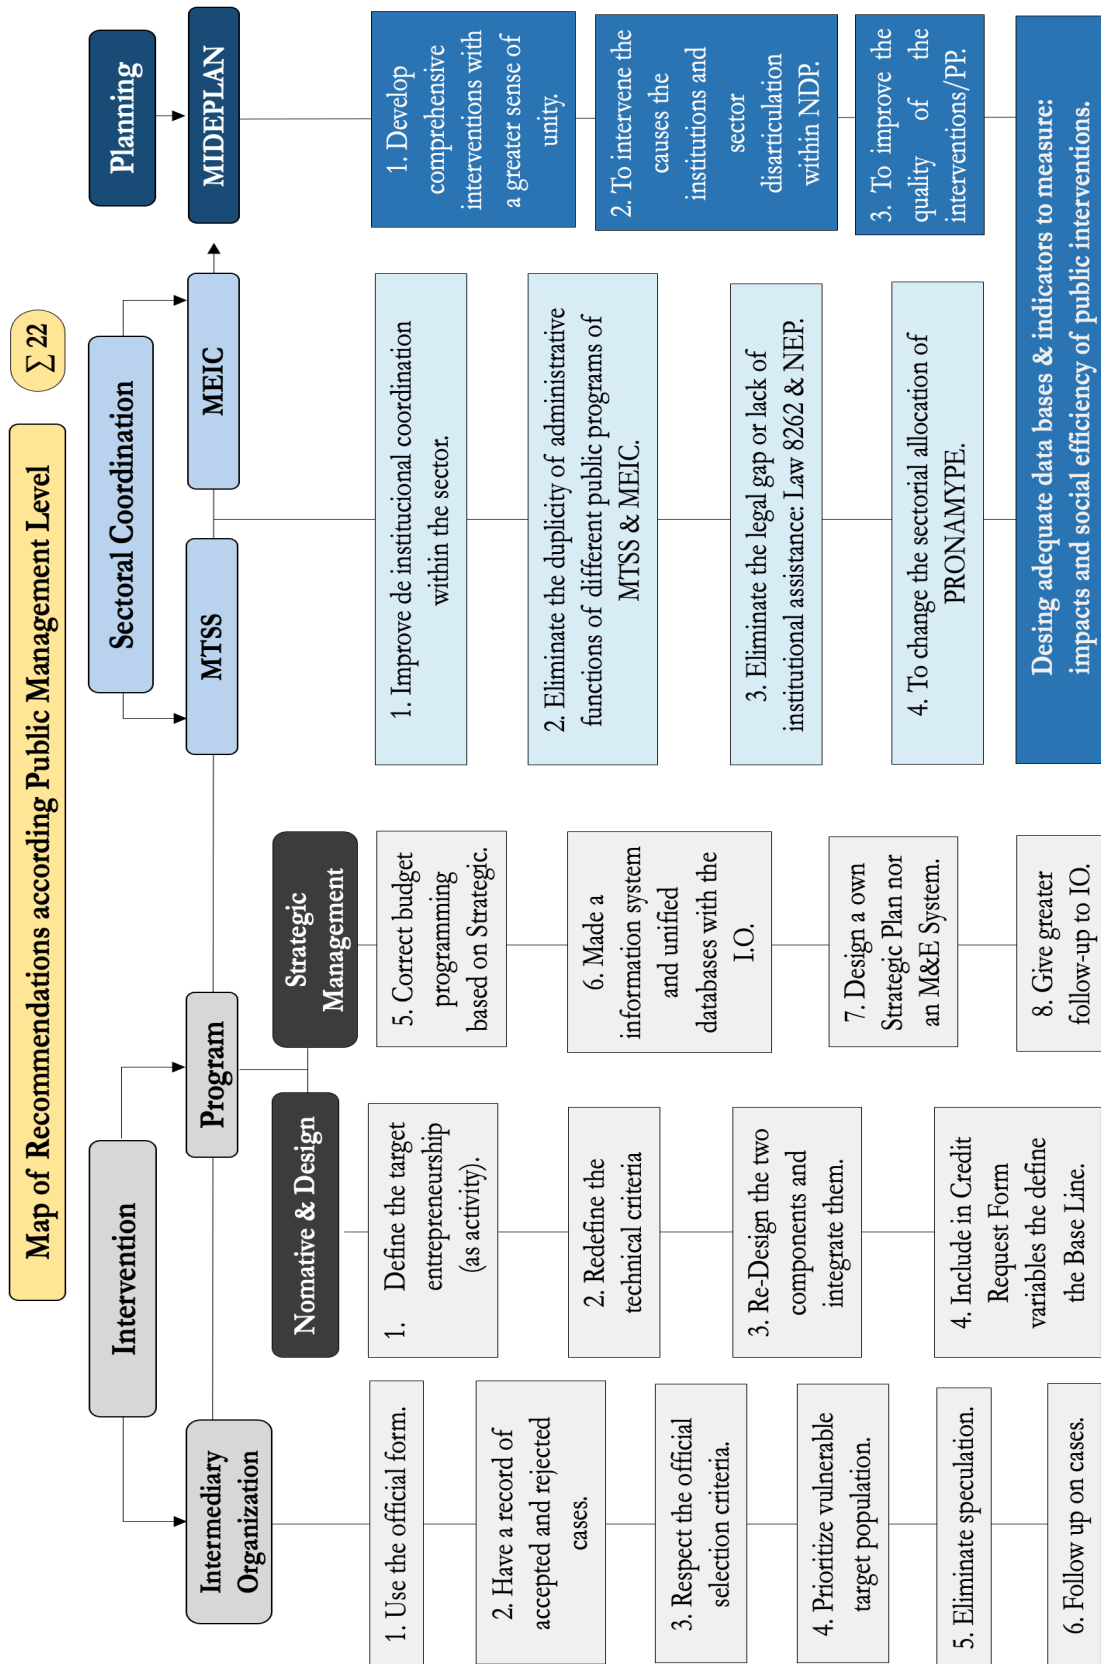 Map of Recommendations according Public Management Level
∑ 22
Intervention
Sectoral Coordination
Planning
Intermediary
Organization
Program
MTSS
MEIC
MIDEPLAN
Nomative & Design
Strategic
Management
1. Use the official form.
2. Have a record of
accepted and rejected
cases.
3. Respect the official
selection criteria.
4. Prioritize vulnerable
target population.
5. Eliminate speculation.
6. Follow up on cases.
1. Define the target
entrepreneurship
(as activity).
2. Redefine the
technical criteria
3. Re-Design the two
components and
integrate them.
4. Include in Credit
Request Form
variables the define
the Base Line.
5. Correct budget
programming
based on Strategic.
6. Made a
information system
and unified
databases with the
I.O.
7. Design a own
Strategic Plan nor
an M&E System.
8. Give greater
follow-up to IO.
1. Improve de institucional coordination
within the sector.
2. Eliminate the duplicity of administrative
functions of different public programs of
MTSS & MEIC.
3. Eliminate the legal gap or lack of
institutional assistance: Law 8262 & NEP.
4. To change the sectorial allocation of
PRONAMYPE.
1. Develop
comprehensive
interventions with
a greater sense of
unity.
2. To intervene the
causes the
institutions and
sector
disarticulation
within NDP.
3. To improve the
quality of the
interventions/PP.
Desing adequate data bases & indicators to measure:
impacts and social efficiency of public interventions.